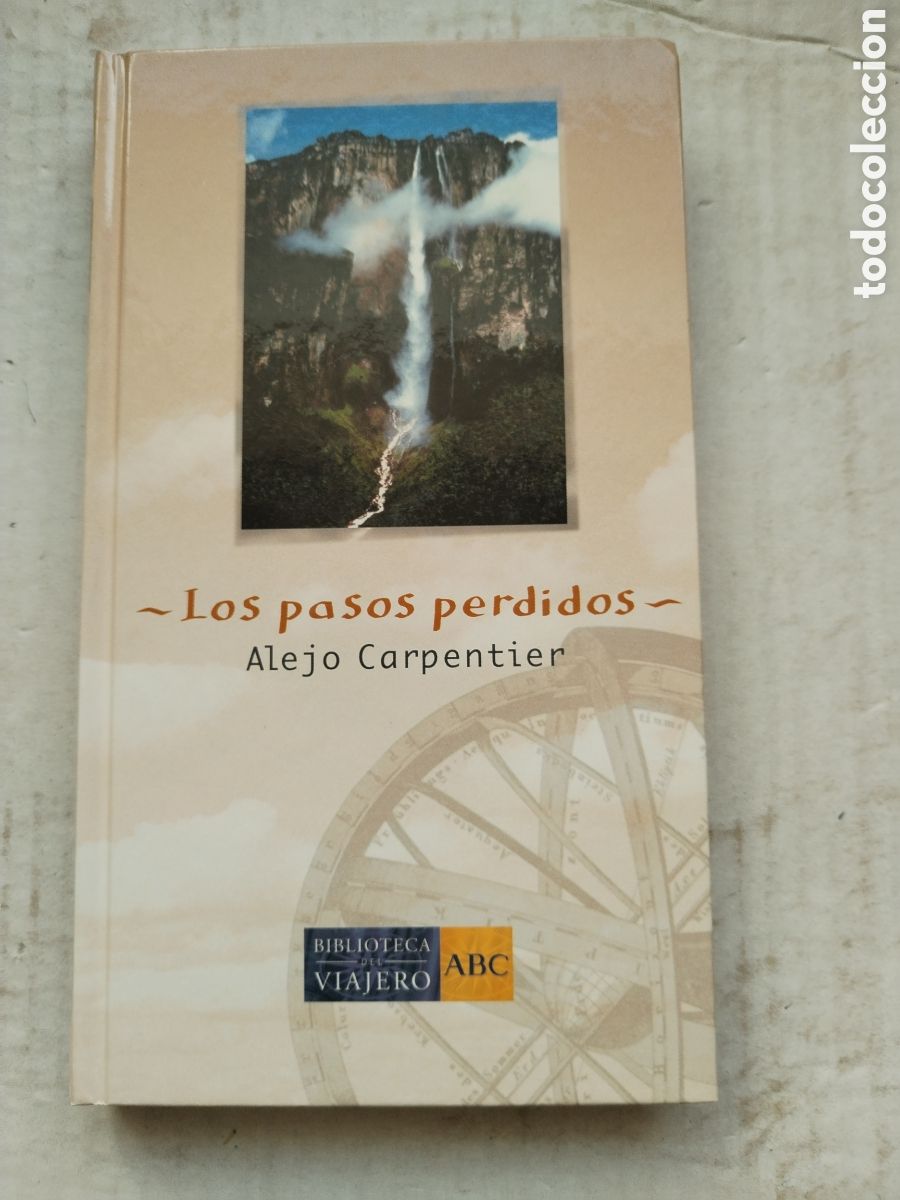 todocoleccion
~Los pasos perdidos~
Alejo Carpentier
BIBLIOTECA
DEL
VIAJERO
ABC